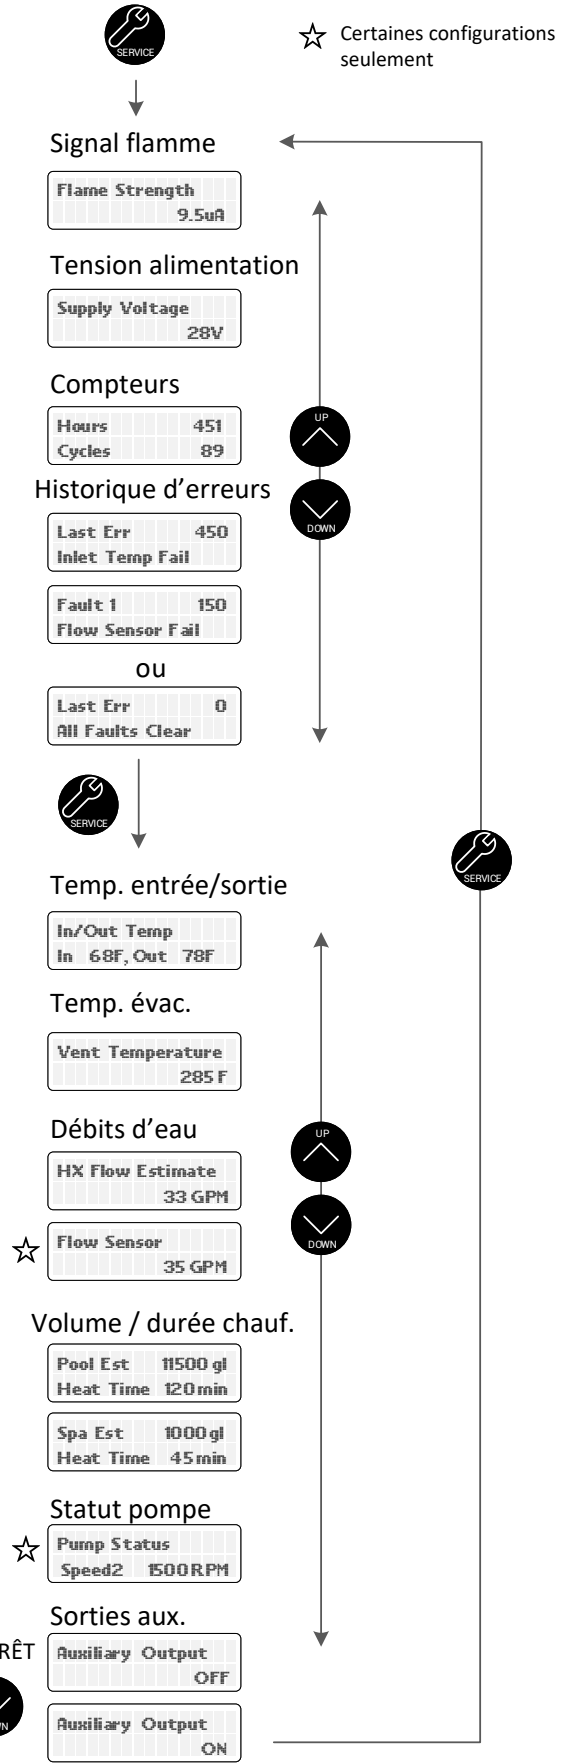 SERVICE
Certaines configurations
seulement
Signal flamme
Flame Strength
9.5uA
Tension alimentation
Supply Voltage
28V
Compteurs
Hours 451
Cycles 89
UP
DOWN
Historique d’erreurs
Last Err 450
Inlet Temp Fail
Fault 1 150
Flow Sensor Fail
ou
Last Err 0
All Faults Clear
SERVICE
SERVICE
Temp. entrée/sortie
In/Out Temp
In 68F, Out 78F
Temp. évac.
Vent Temperature
285 F
Débits d’eau
HX Flow Estimate
33 GPM
UP
DOWN
Flow Sensor
35 GPM
Volume / durée chauf.
Pool Est 11500 gl
Heat Time 120 min
Spa Est 1000 gl
Heat Time 45 min
Statut pompe
Pump Status
Speed2 1500 RPM
Sorties aux.
RÊT
Auxiliary Output
OFF
Auxiliary Output
ON